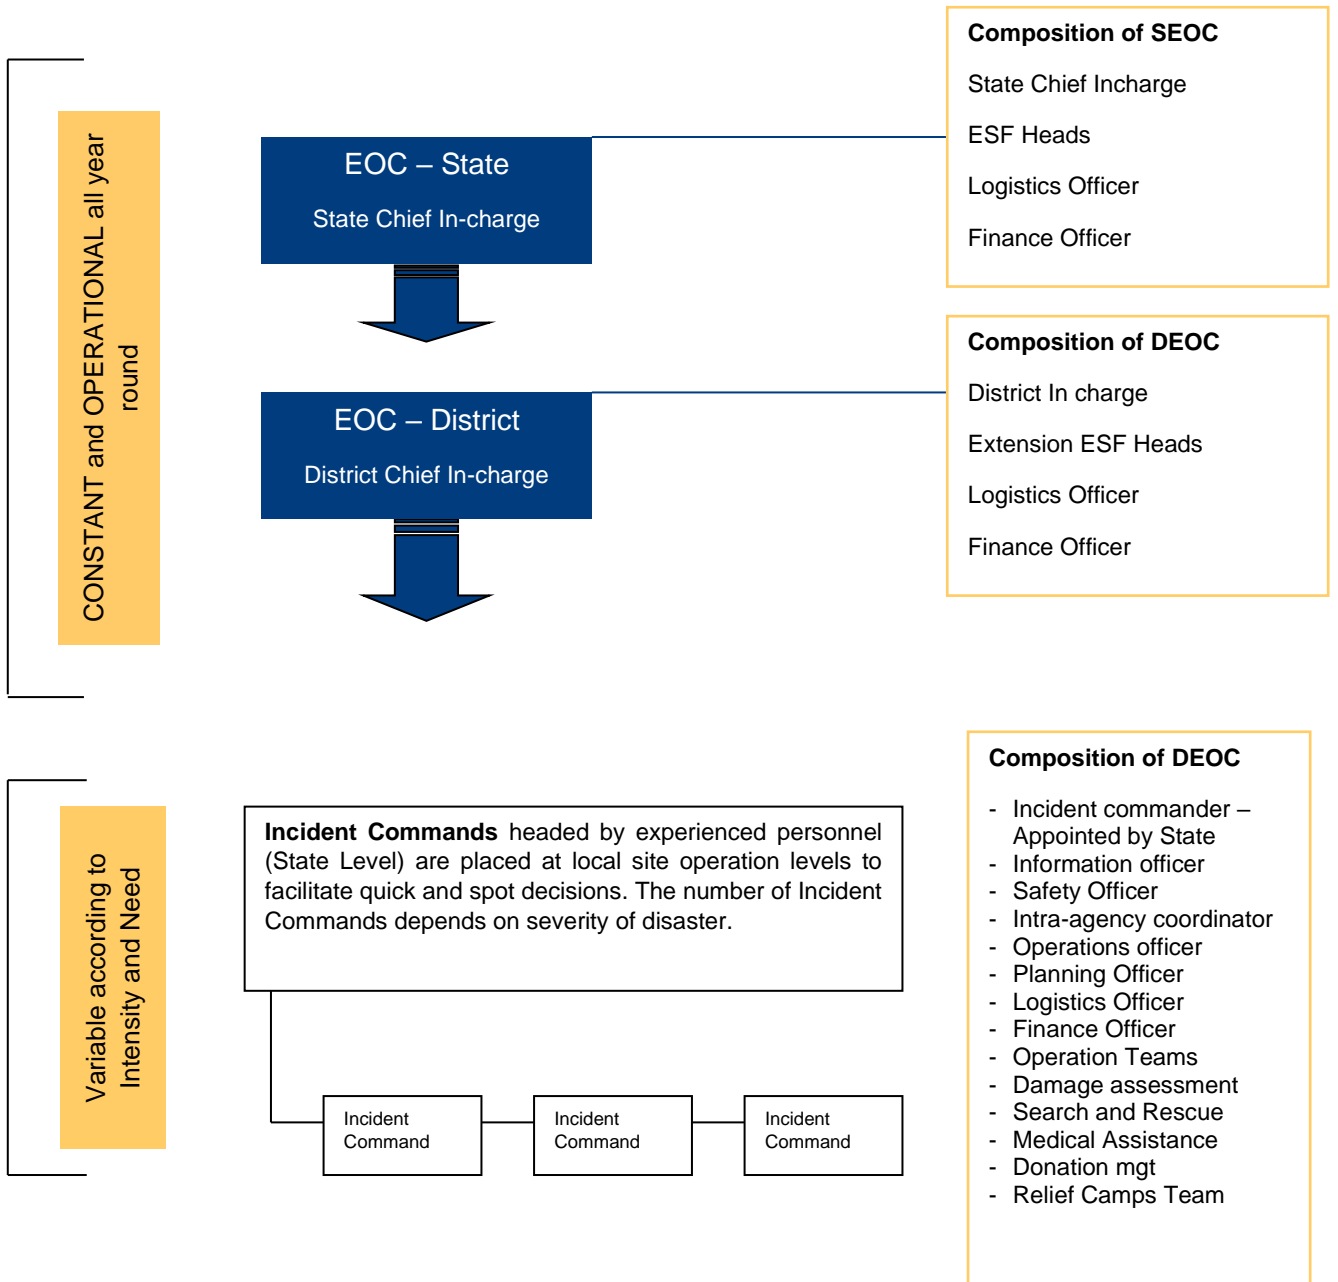 Composition of SEOC
State Chief Incharge
ESF Heads
Logistics Officer
Finance Officer
CONSTANT and OPERATIONAL all year
round
EOC – State
State Chief In-charge
Composition of DEOC
District In charge
Extension ESF Heads
Logistics Officer
Finance Officer
EOC – District
District Chief In-charge
Variable according to
Intensity and Need
Incident Commands headed by experienced personnel
(State Level) are placed at local site operation levels to
facilitate quick and spot decisions. The number of Incident
Commands depends on severity of disaster.
Incident
Command
Incident
Command
Incident
Command
Composition of DEOC
- Incident commander –
Appointed by State
- Information officer
- Safety Officer
- Intra-agency coordinator
- Operations officer
- Planning Officer
- Logistics Officer
- Finance Officer
- Operation Teams
- Damage assessment
- Search and Rescue
- Medical Assistance
- Donation mgt
- Relief Camps Team